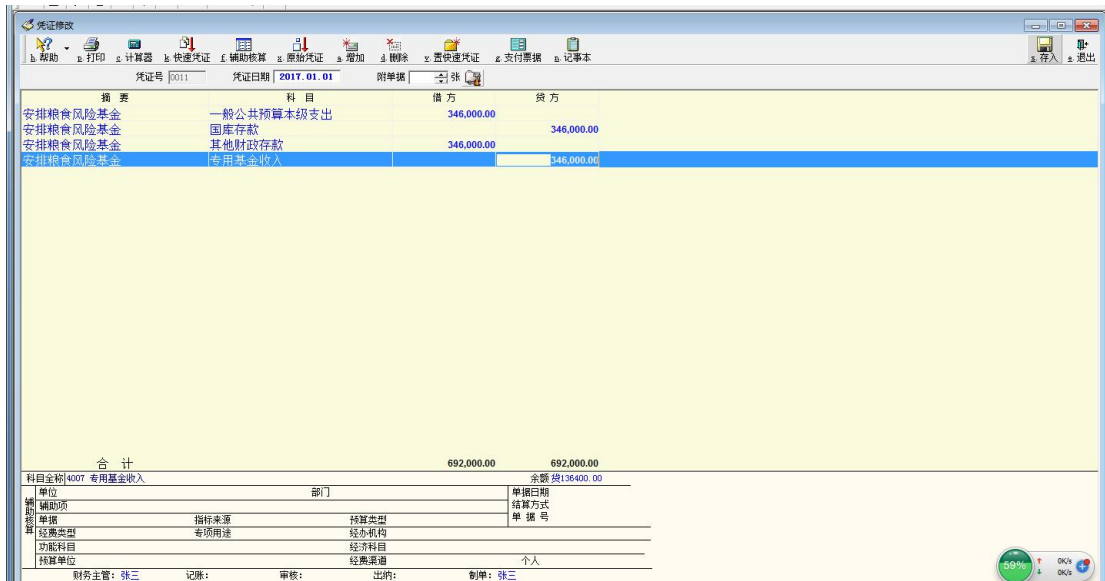 凭证修改
h.帮助 p.打印 c.计算器 k.快速凭证 f.辅助核算 x.原始凭证 a.增加 d.删除 v.置快速凭证 z.支付票据 n.记事本 s.存入 e.退出
凭证号 0011 凭证日期 2017.01.01 附单据 张
摘 要 科 目 借 方 贷 方
安排粮食风险基金 一般公共预算本级支出 346,000.00
安排粮食风险基金 国库存款 346,000.00
安排粮食风险基金 其他财政存款 346,000.00
安排粮食风险基金 专用基金收入 346,000.00
合 计 692,000.00 692,000.00
科目全称 4007 专用基金收入 余额 贷136400.00
辅助核算
单位 部门 单据日期
辅助项 结算方式
单据 指标来源 预算类型 单 据 号
经费类型 专项用途 经办机构
功能科目 经济科目
预算单位 经费渠道 个人
财务主管：张三 记账： 审核： 出纳： 制单：张三
59% 0K/s
0K/s